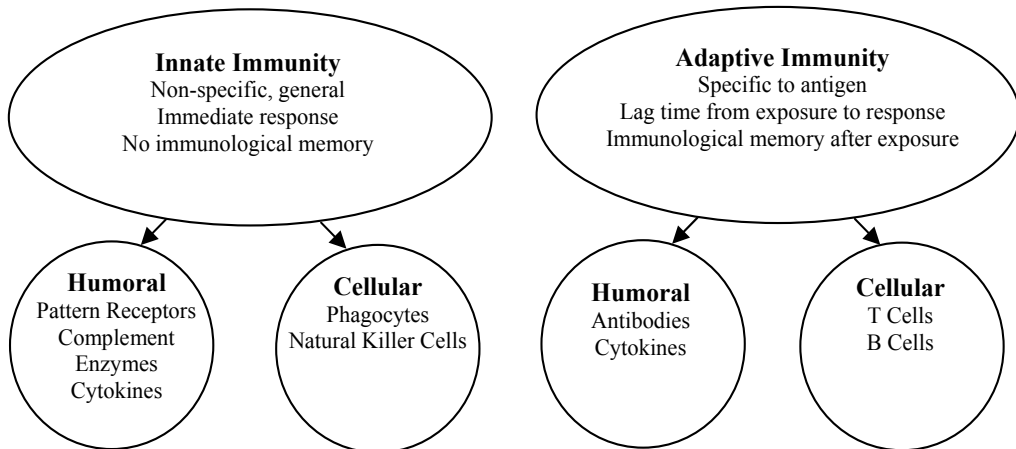 Innate Immunity
Non-specific, general
Immediate response
No immunological memory
Adaptive Immunity
Specific to antigen
Lag time from exposure to response
Immunological memory after exposure
Humoral
Pattern Receptors
Complement
Enzymes
Cytokines
Cellular
Phagocytes
Natural Killer Cells
Humoral
Antibodies
Cytokines
Cellular
T Cells
B Cells